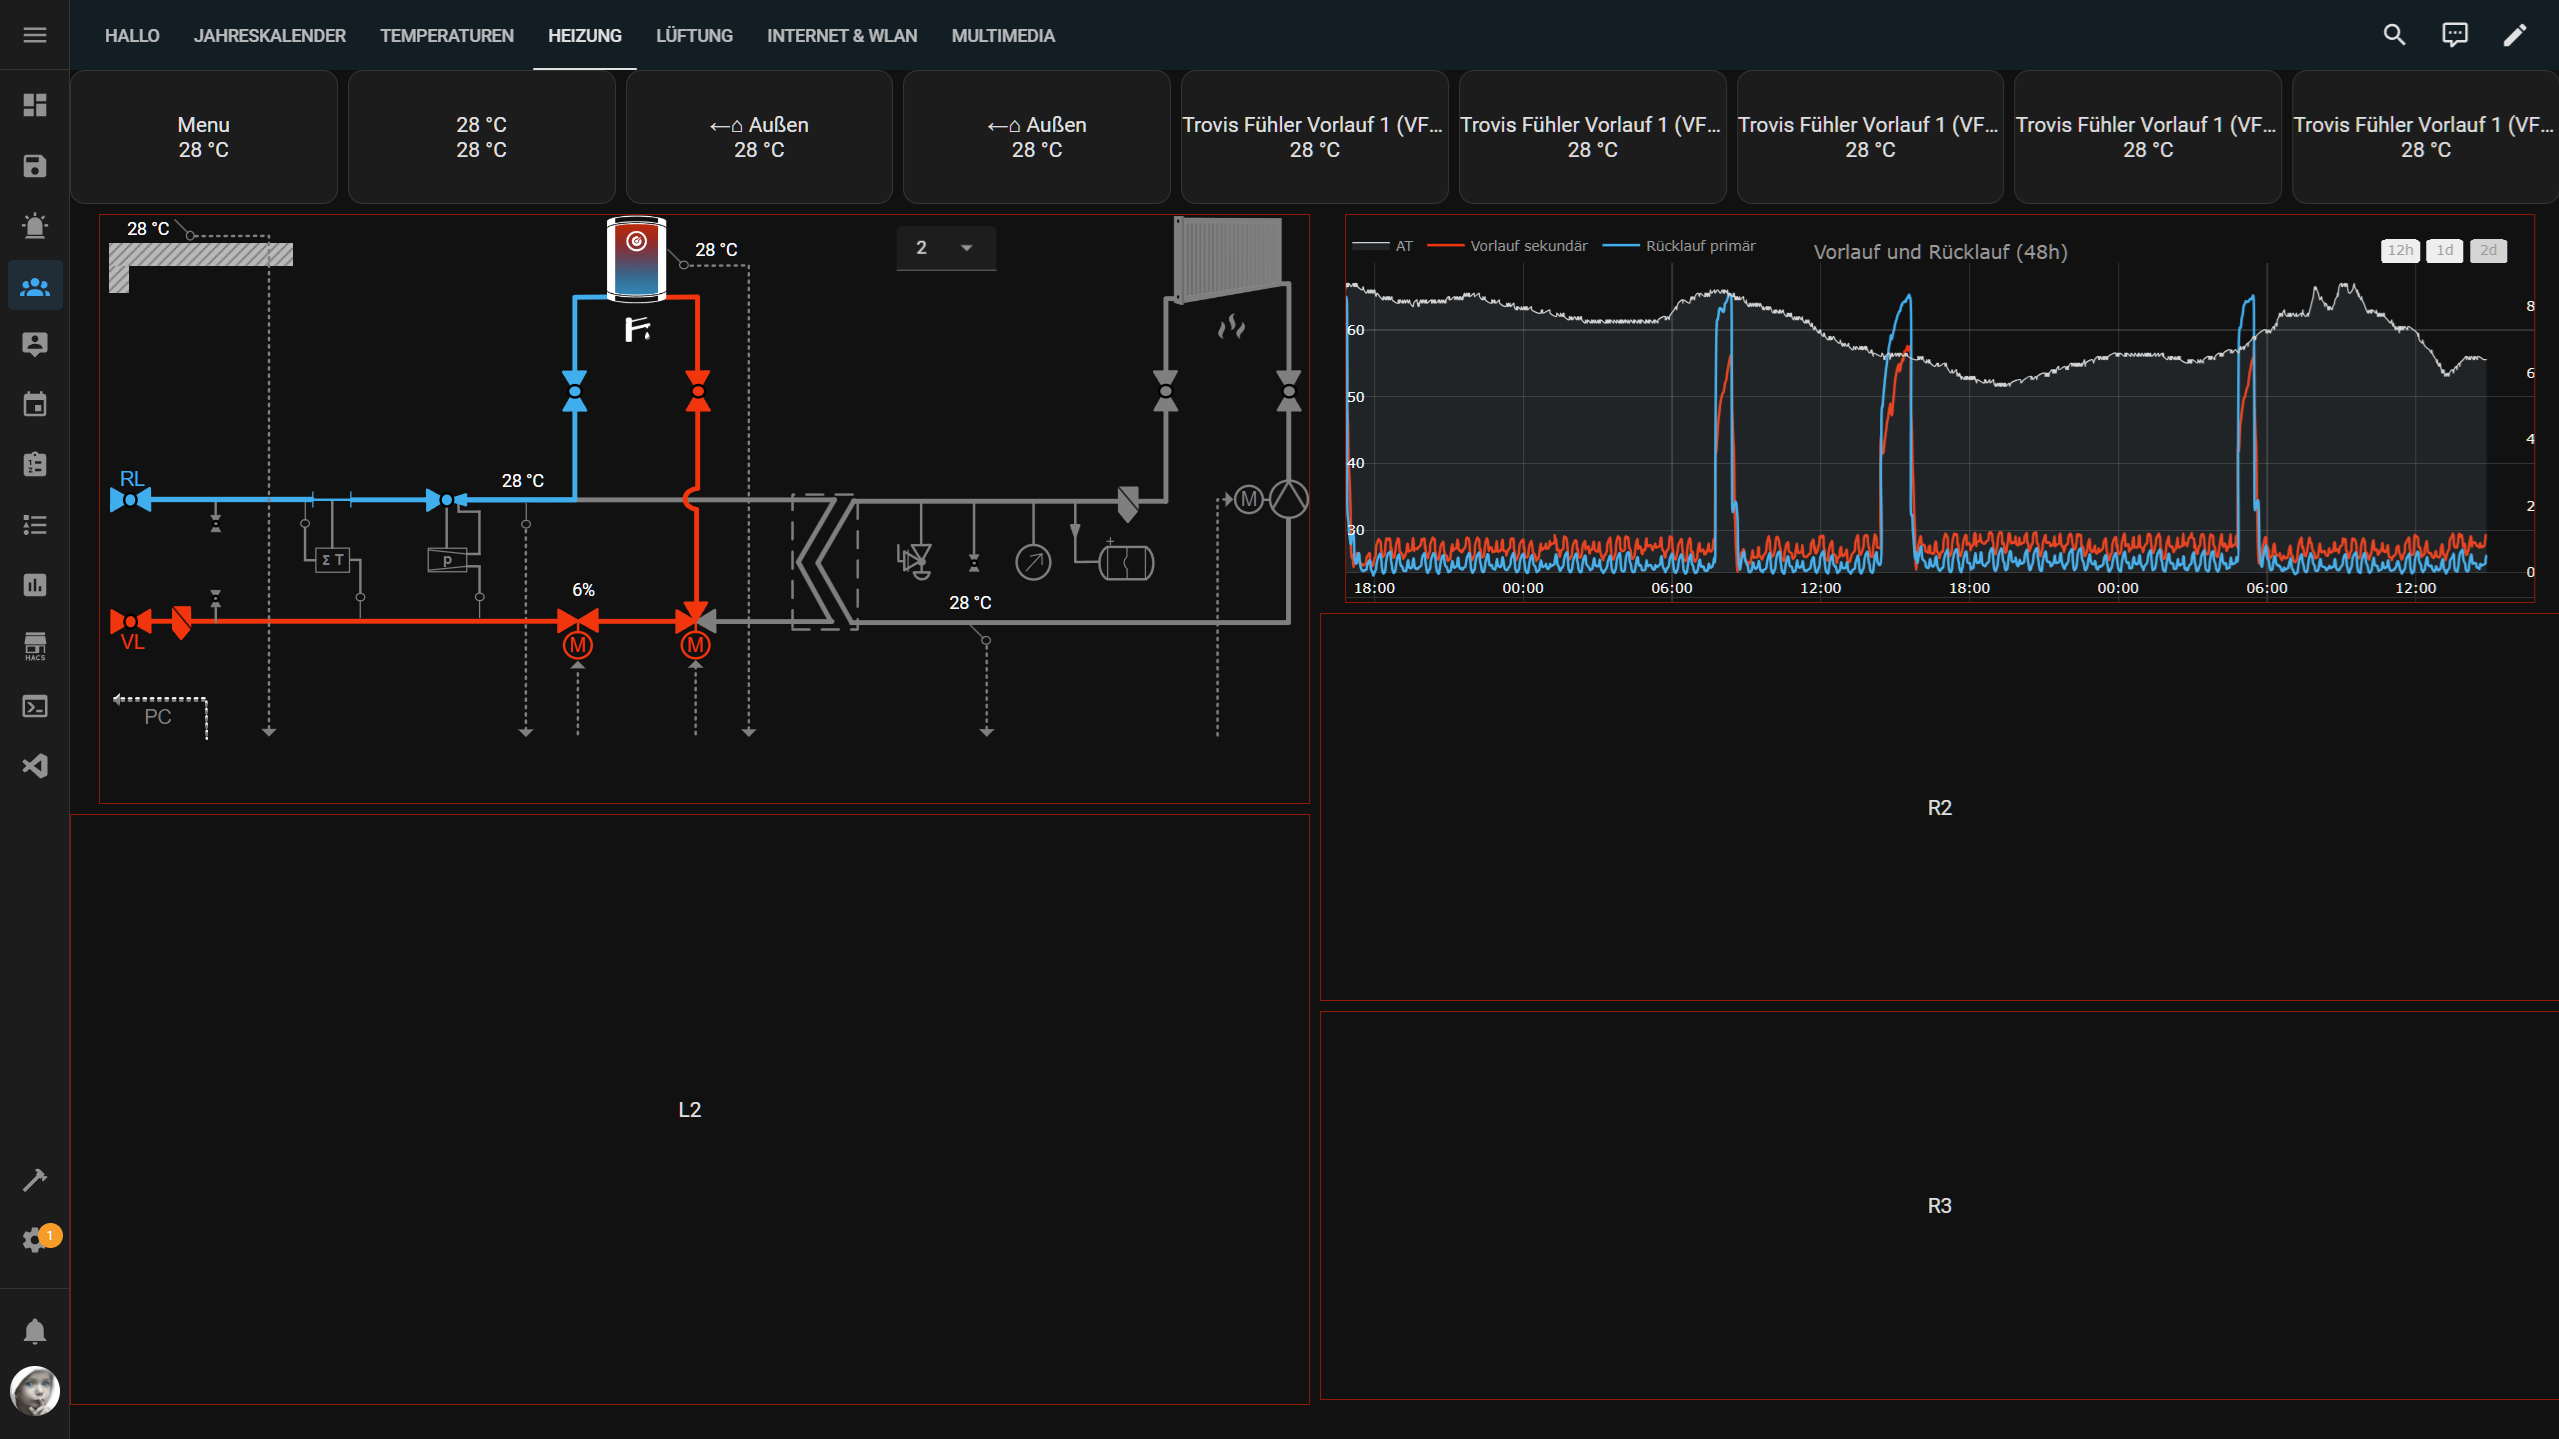 HALLO JAHRESKALENDER TEMPERATUREN HEIZUNG LÜFTUNG INTERNET & WLAN MULTIMEDIA
Menu
28 °C
28 °C
28 °C
←⌂ Außen
28 °C
←⌂ Außen
28 °C
Trovis Fühler Vorlauf 1 (VF...
28 °C
Trovis Fühler Vorlauf 1 (VF...
28 °C
Trovis Fühler Vorlauf 1 (VF...
28 °C
Trovis Fühler Vorlauf 1 (VF...
28 °C
Trovis Fühler Vorlauf 1 (VF...
28 °C
28 °C
28 °C
2
RL
28 °C
M
Σ T
p
+
6%
28 °C
VL
M
M
PC
AT Vorlauf sekundär Rücklauf primär
Vorlauf und Rücklauf (48h)
12h 1d 2d
60
50
40
30
8
6
4
2
0
18:00 00:00 06:00 12:00 18:00 00:00 06:00 12:00
R2
L2
R3
HACS
1